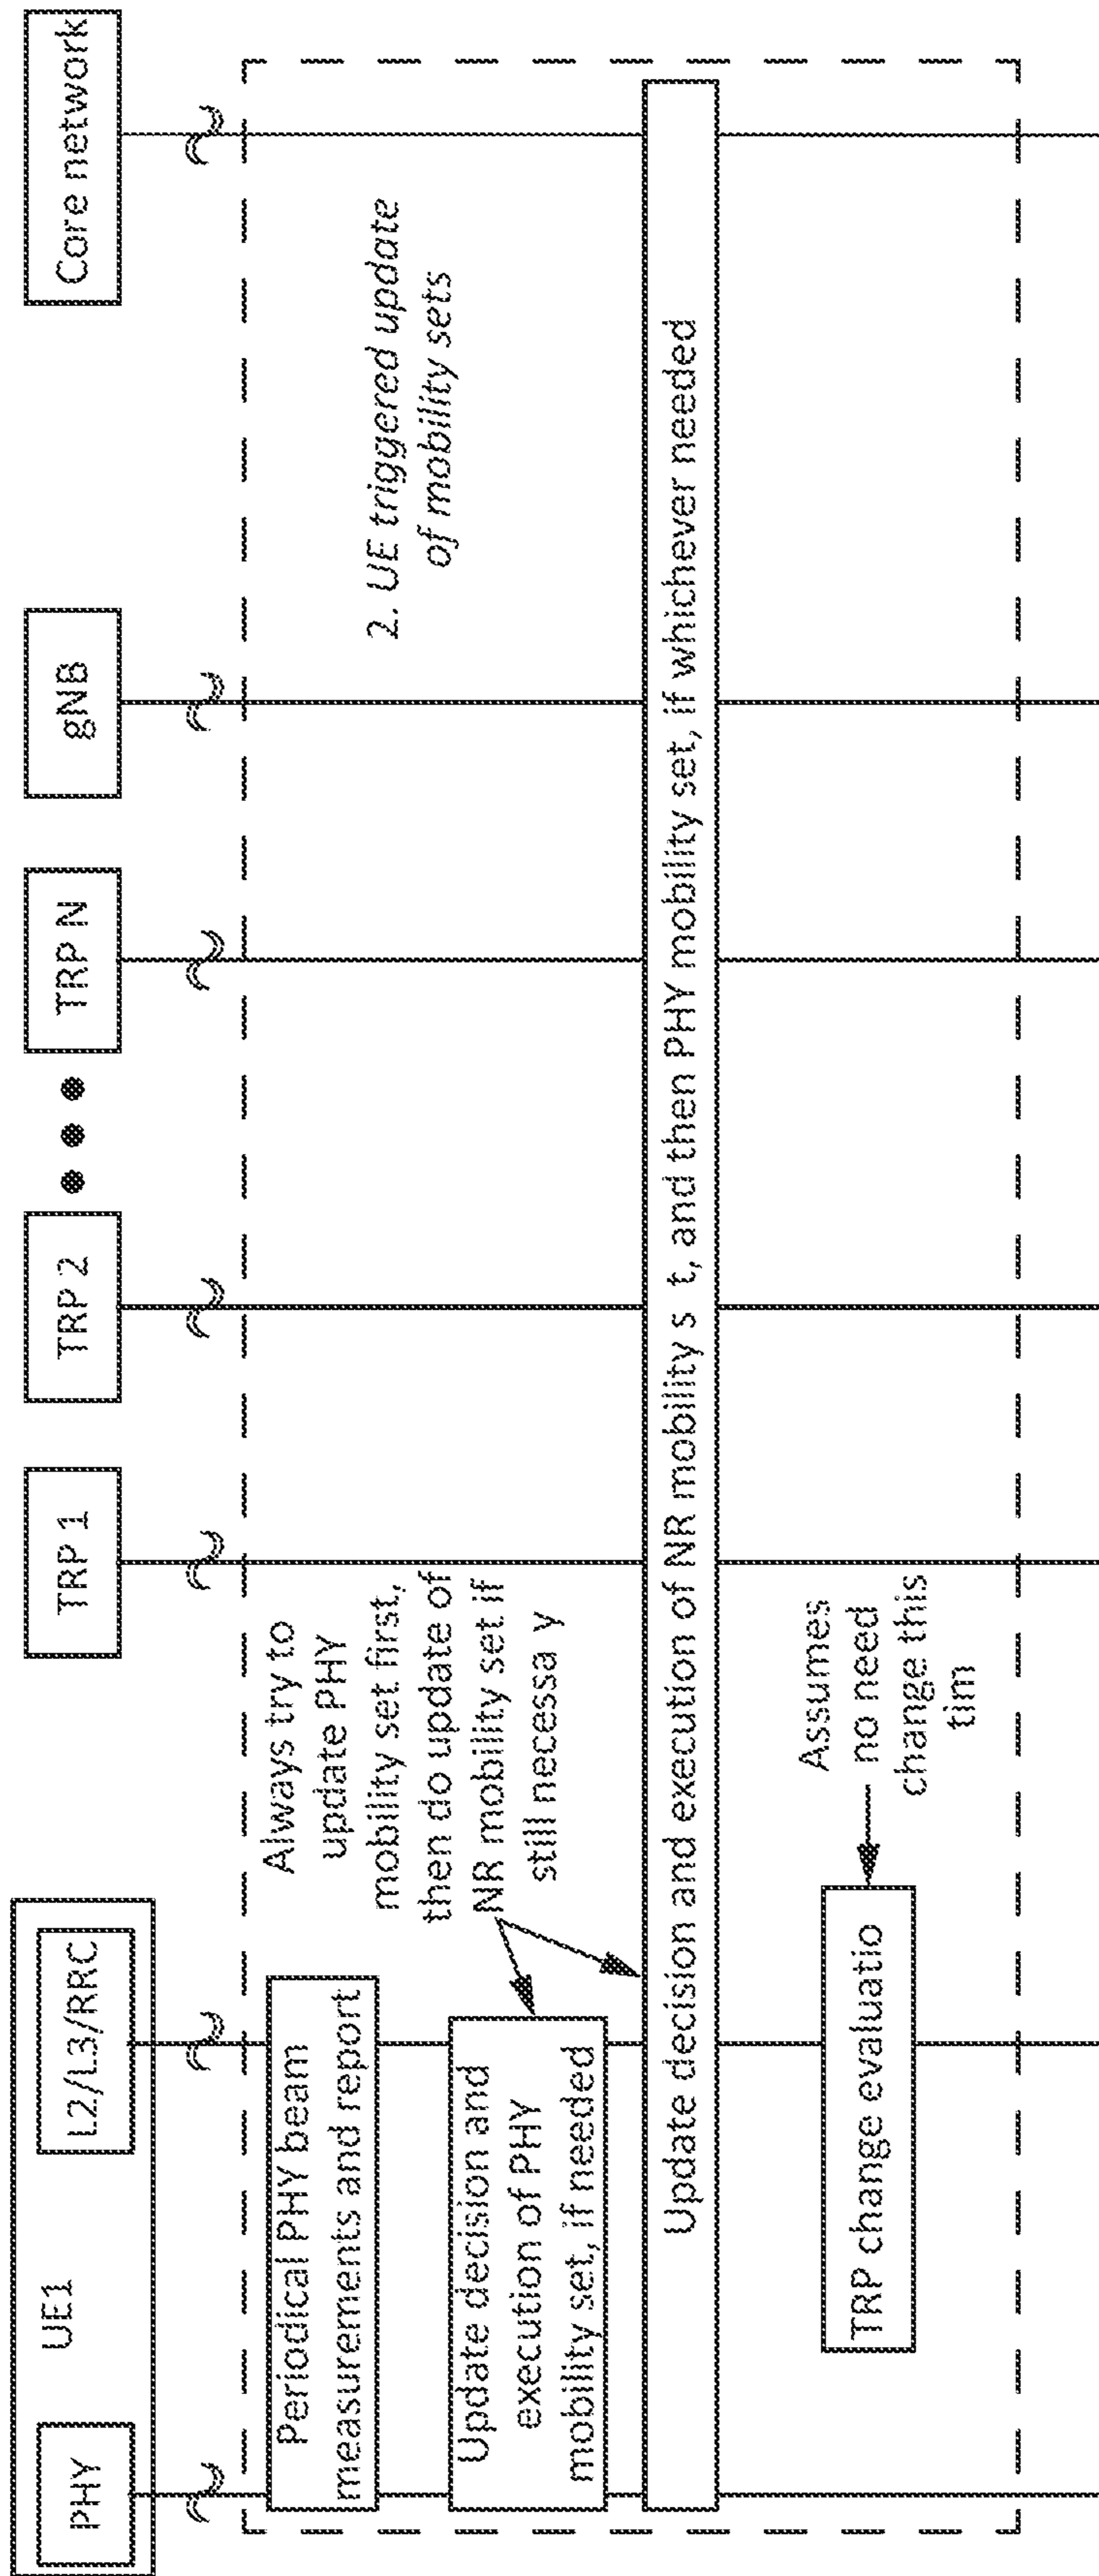 UE1
PHY
L2/L3/RRC
TRP 1
TRP 2
TRP N
gNB
Core network
Periodical PHY beam
measurements and report
Always try to
update PHY
mobility set first,
then do update of
NR mobility set if
still necessa y
2. UE triggered update
of mobility sets
Update decision and
execution of PHY
mobility set, if needed
Update decision and execution of NR mobility s t, and then PHY mobility set, if whichever needed
TRP change evaluatio
Assumes
no need
change this
tim